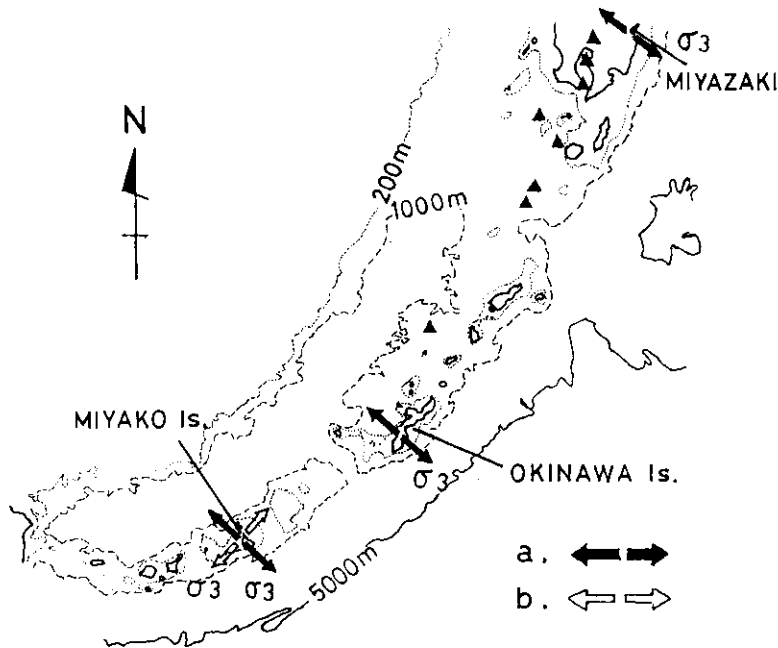 σ3
MIYAZAKI
N
200m
1000m
MIYAKO Is.
σ3
OKINAWA Is.
σ3 σ3
5000m
a.
b.